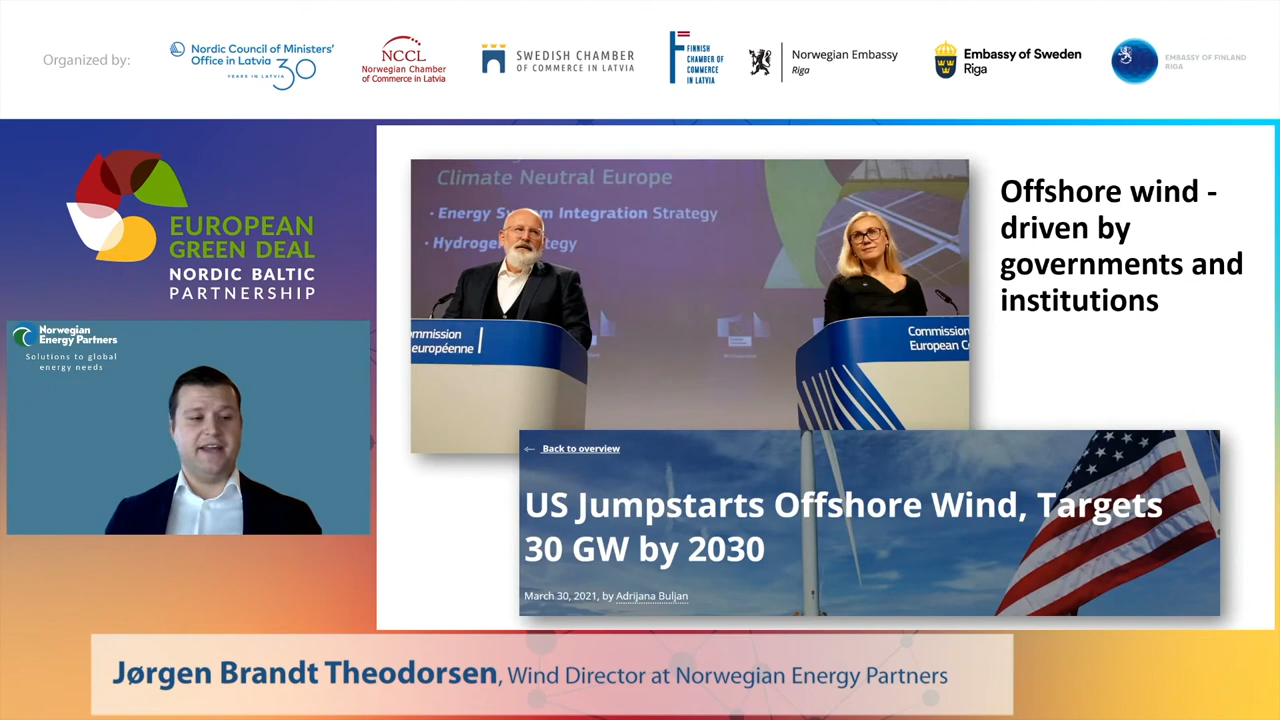 Organized by:
Nordic Council of Ministers'
Office in Latvia
YEARS IN LATVIA 30
NCCL
Norwegian Chamber
of Commerce in Latvia
SWEDISH CHAMBER
OF COMMERCE IN LATVIA
FINNISH
CHAMBER OF
COMMERCE
IN LATVIA
Norwegian Embassy
Riga
Embassy of Sweden
Riga
EMBASSY OF FINLAND
RIGA
EUROPEAN
GREEN DEAL
NORDIC BALTIC
PARTNERSHIP
Norwegian
Energy Partners
Solutions to global
energy needs
Climate Neutral Europe
· Energy System Integration Strategy
mmission
européenne
Commission
European
Offshore wind -
driven by
governments and
institutions
Back to overview
US Jumpstarts Offshore Wind, Targets
30 GW by 2030
March 30, 2021, by Adrijana Buljan
Jørgen Brandt Theodorsen, Wind Director at Norwegian Energy Partners